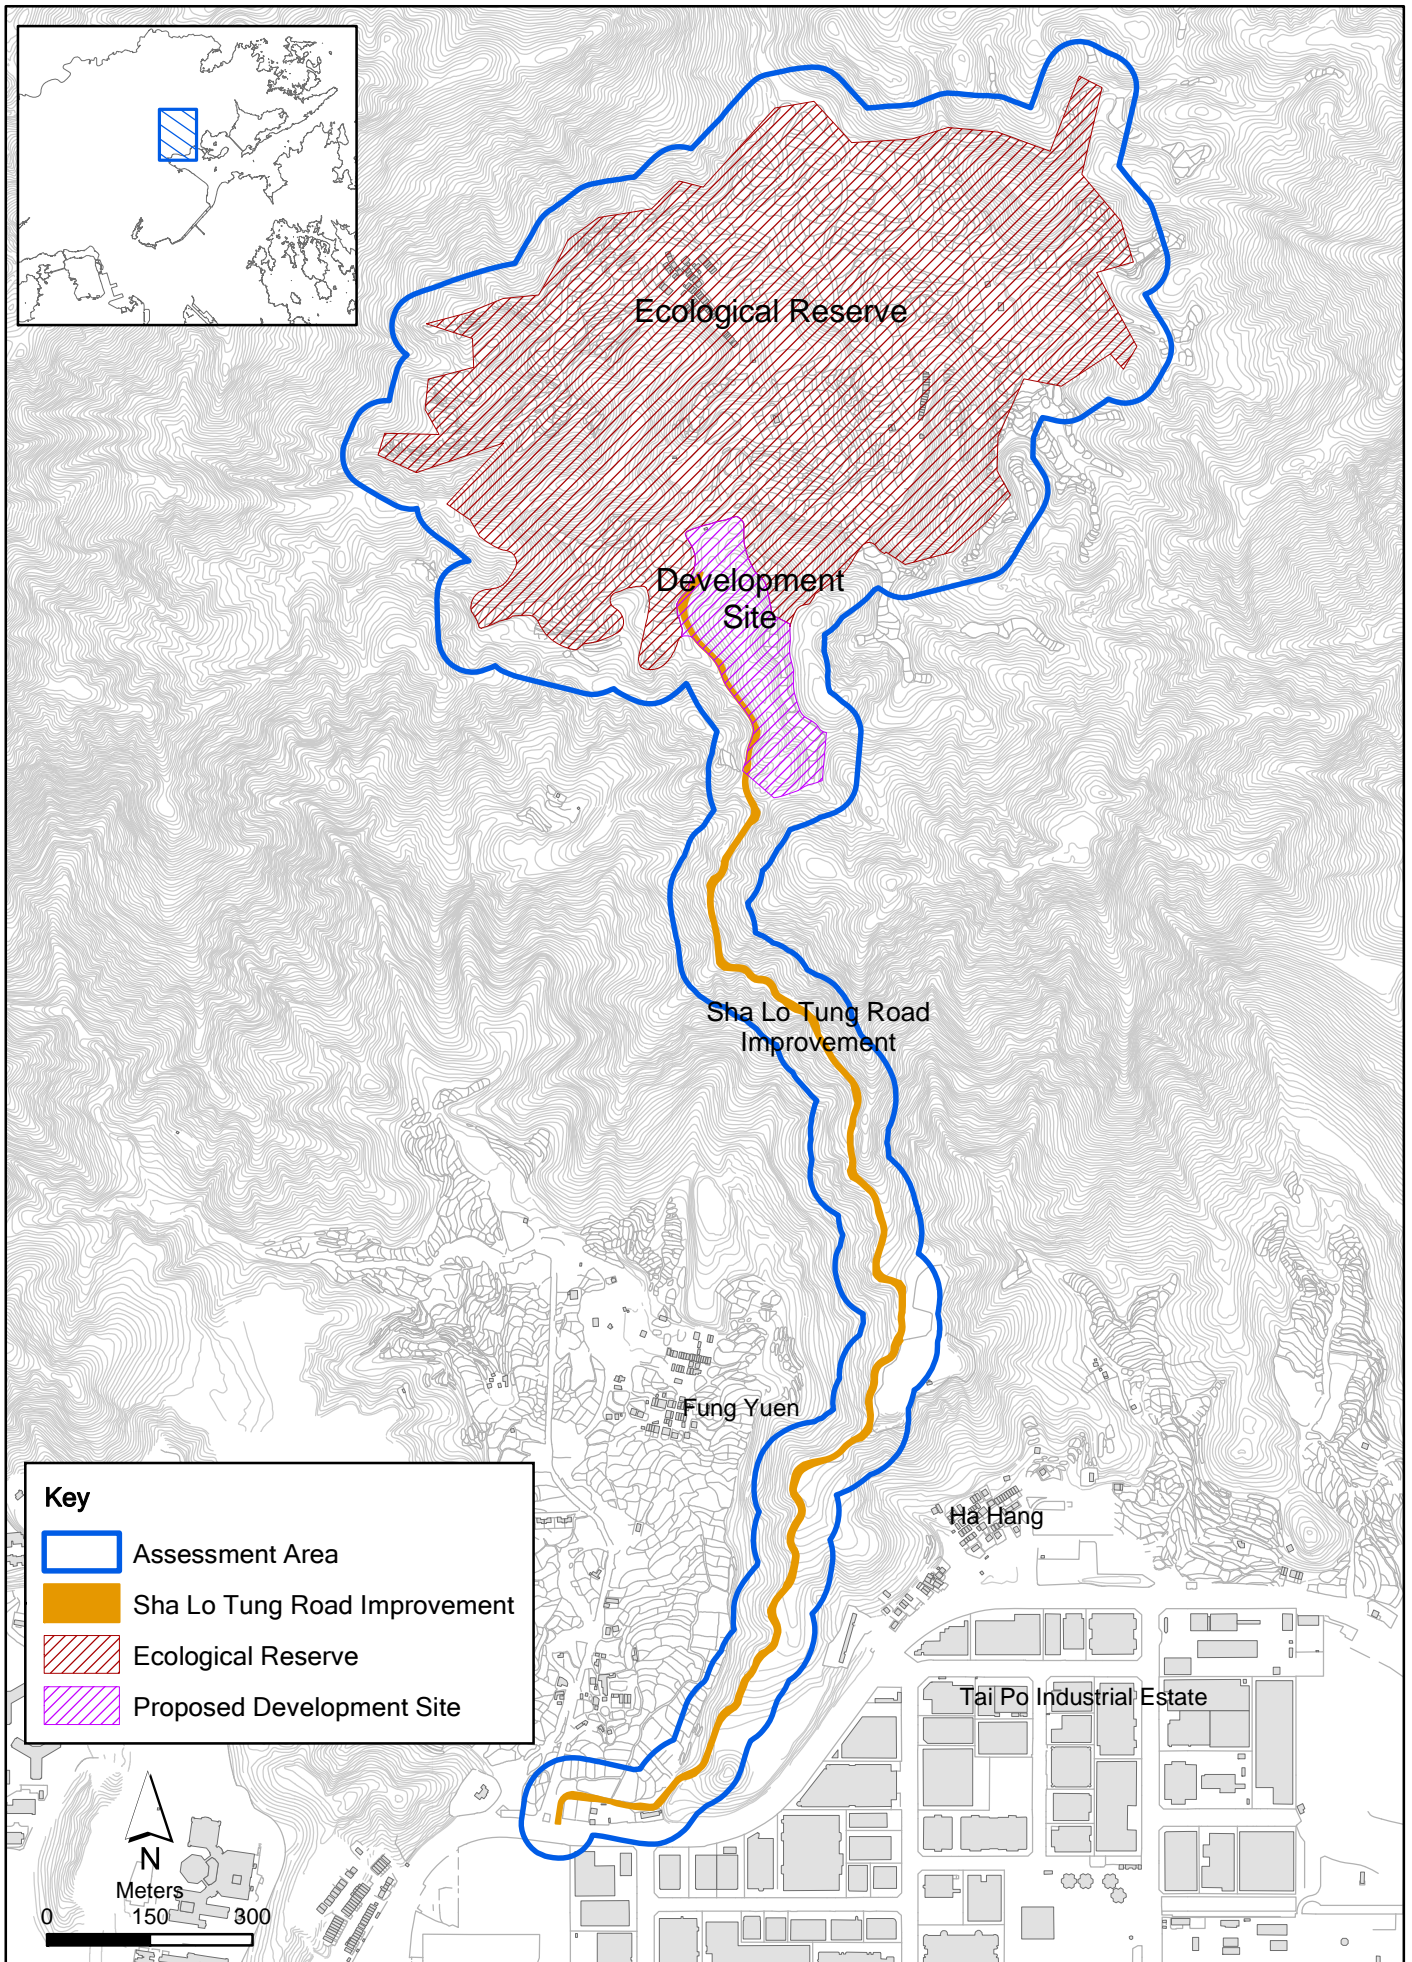 Ecological Reserve
Development
Site
Sha Lo Tung Road
Improvement
Fung Yuen
Ha Hang
Tai Po Industrial Estate
Key
Assessment Area
Sha Lo Tung Road Improvement
Ecological Reserve
Proposed Development Site
N
Meters
0 150 300